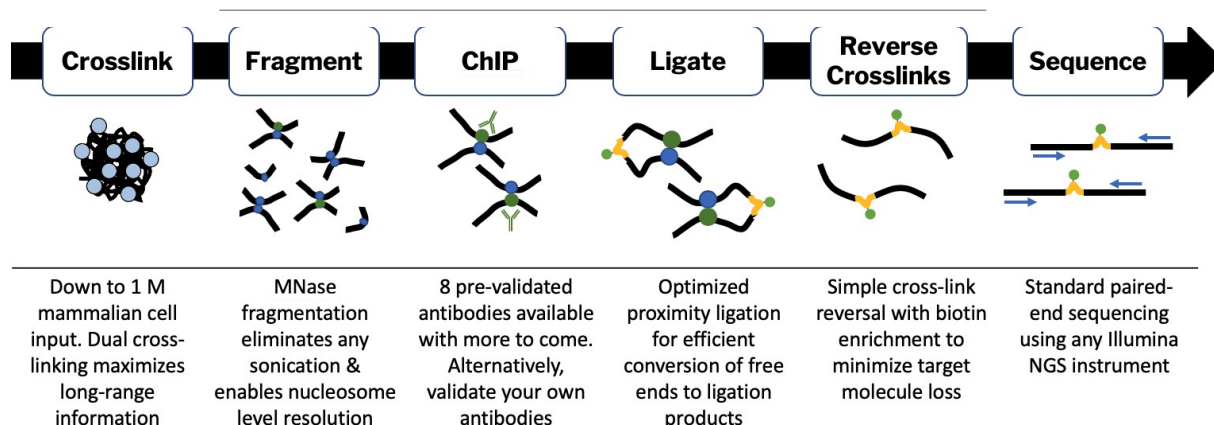 Crosslink
Fragment
ChIP
Ligate
Reverse
Crosslinks
Sequence
Down to 1 M
mammalian cell
input. Dual cross-
linking maximizes
long-range
information
MNase
fragmentation
eliminates any
sonication &
enables nucleosome
level resolution
8 pre-validated
antibodies available
with more to come.
Alternatively,
validate your own
antibodies
Optimized
proximity ligation
for efficient
conversion of free
ends to ligation
products
Simple cross-link
reversal with biotin
enrichment to
minimize target
molecule loss
Standard paired-
end sequencing
using any Illumina
NGS instrument